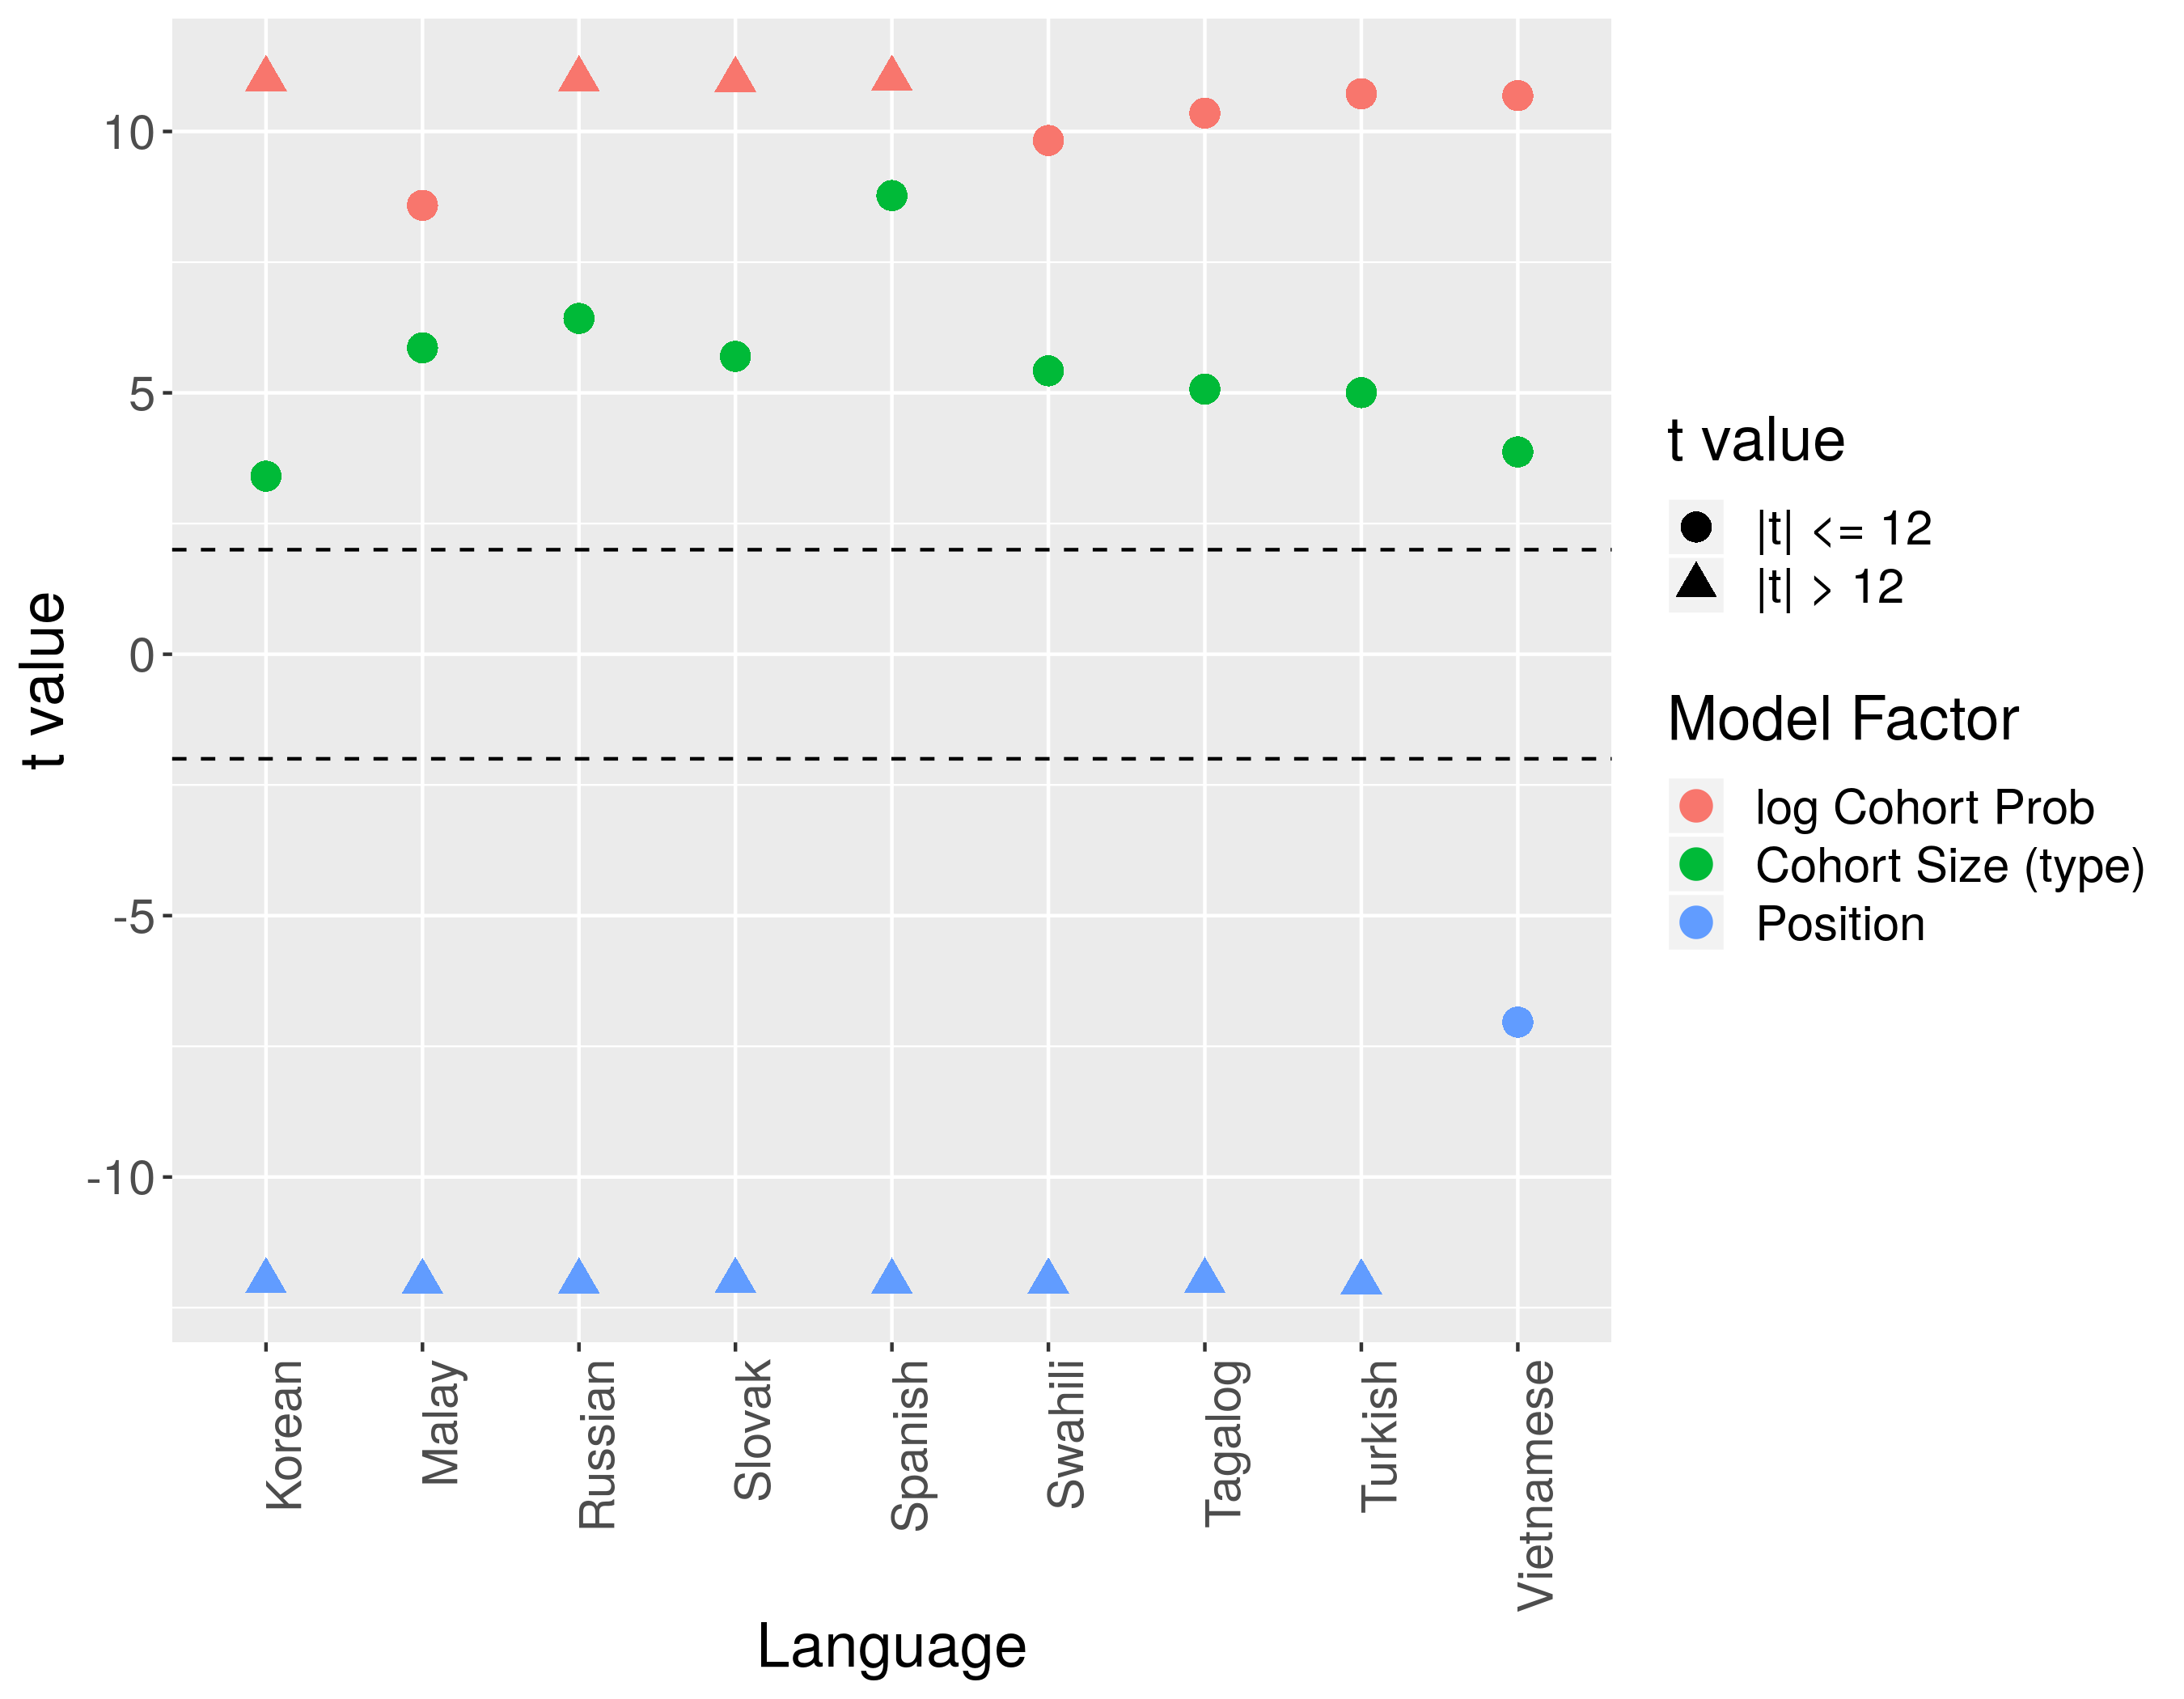 10
5
0
-5
-10
t value
Korean
Malay
Russian
Slovak
Spanish
Swahili
Tagalog
Turkish
Vietnamese
Language
t value
|t| <= 12
|t| > 12
Model Factor
log Cohort Prob
Cohort Size (type)
Position